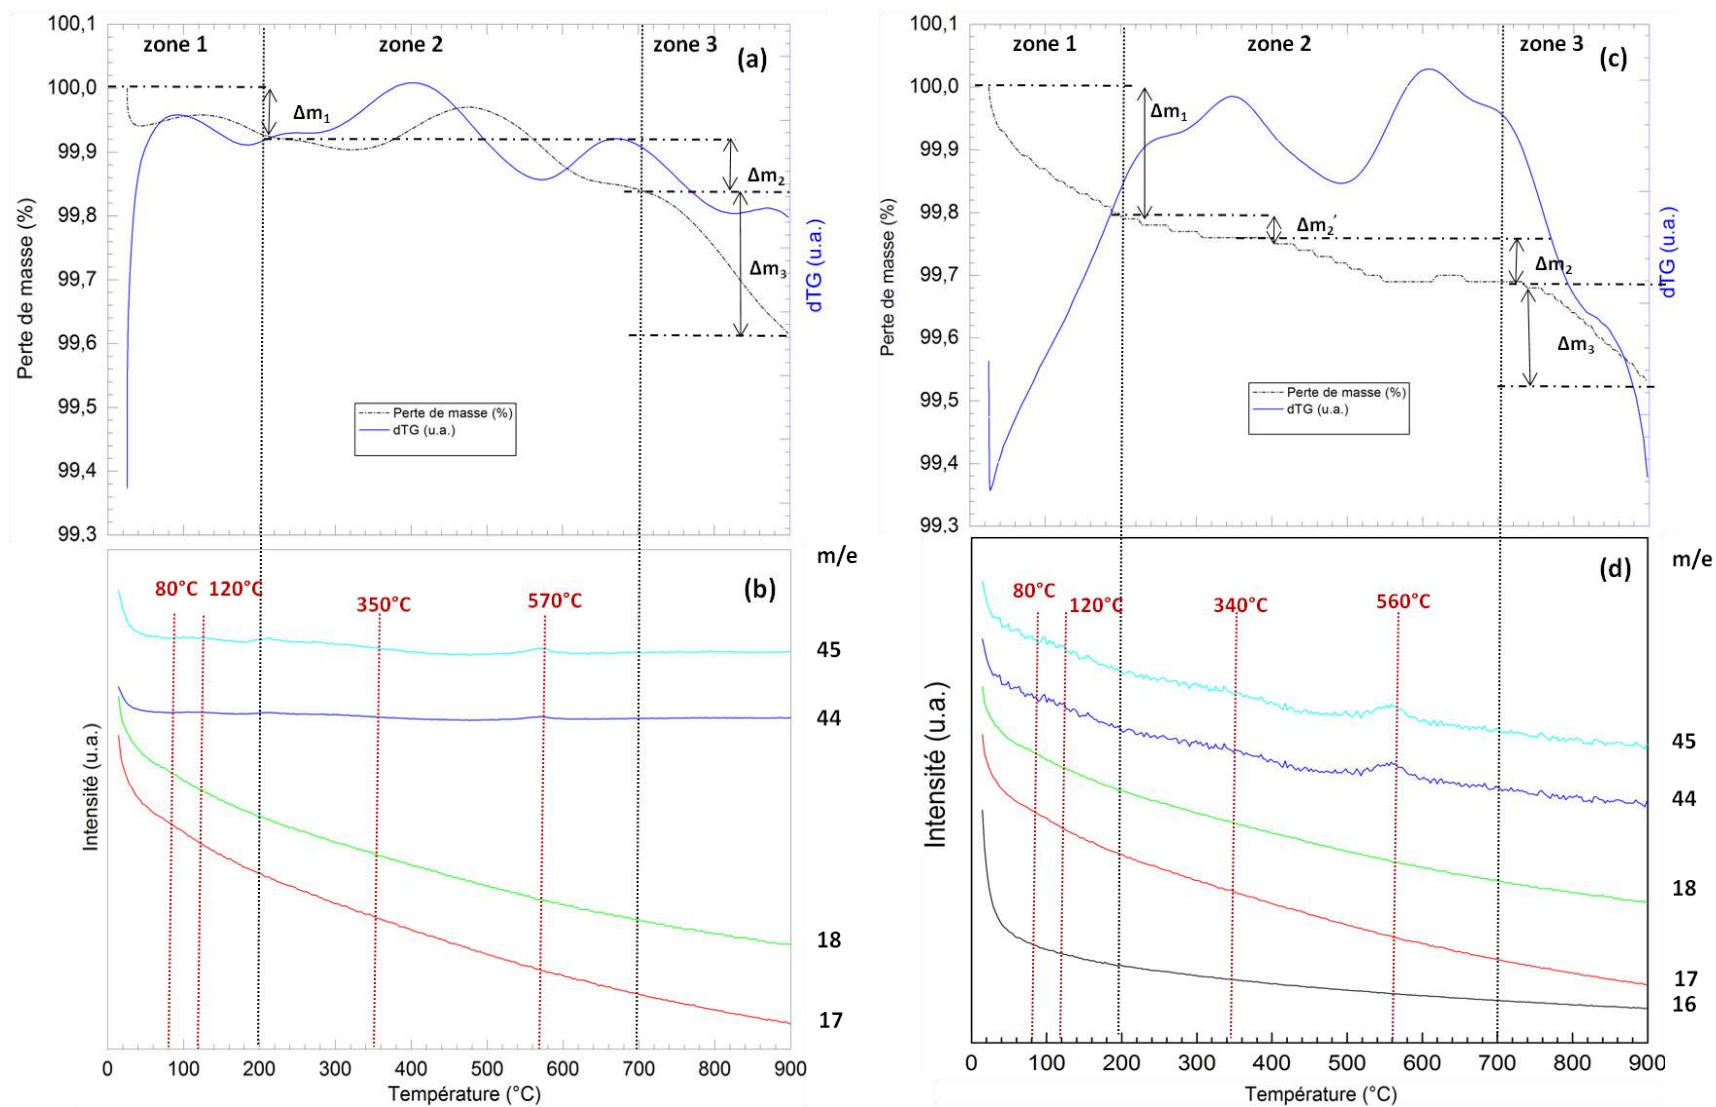 100,1
zone 1
zone 2
zone 3
(a)
100,0
Δm1
99,9
Δm2
99,8
Δm3
99,7
99,6
99,5
99,4
99.3
Perte de masse (%)
dTG (u.a.)
Perte de masse (%)
dTG (u.a.)
100,1
zone 1
zone 2
zone 3
(c)
100,0
Δm1
99,9
99,8
Δm2′
99,7
Δm2
99,6
Δm3
99,5
99,4
99.3
Perte de masse (%)
dTG (u.a.)
Perte de masse (%)
dTG (u.a.)
m/e
(b)
80°C
120°C
350°C
570°C
45
44
18
17
Intensité (u.a.)
0 100 200 300 400 500 600 700 800 900
Température (°C)
m/e
(d)
80°C
120°C
340°C
560°C
45
44
18
17
16
Intensité (u.a.)
0 100 200 300 400 500 600 700 800 900
Température (°C)